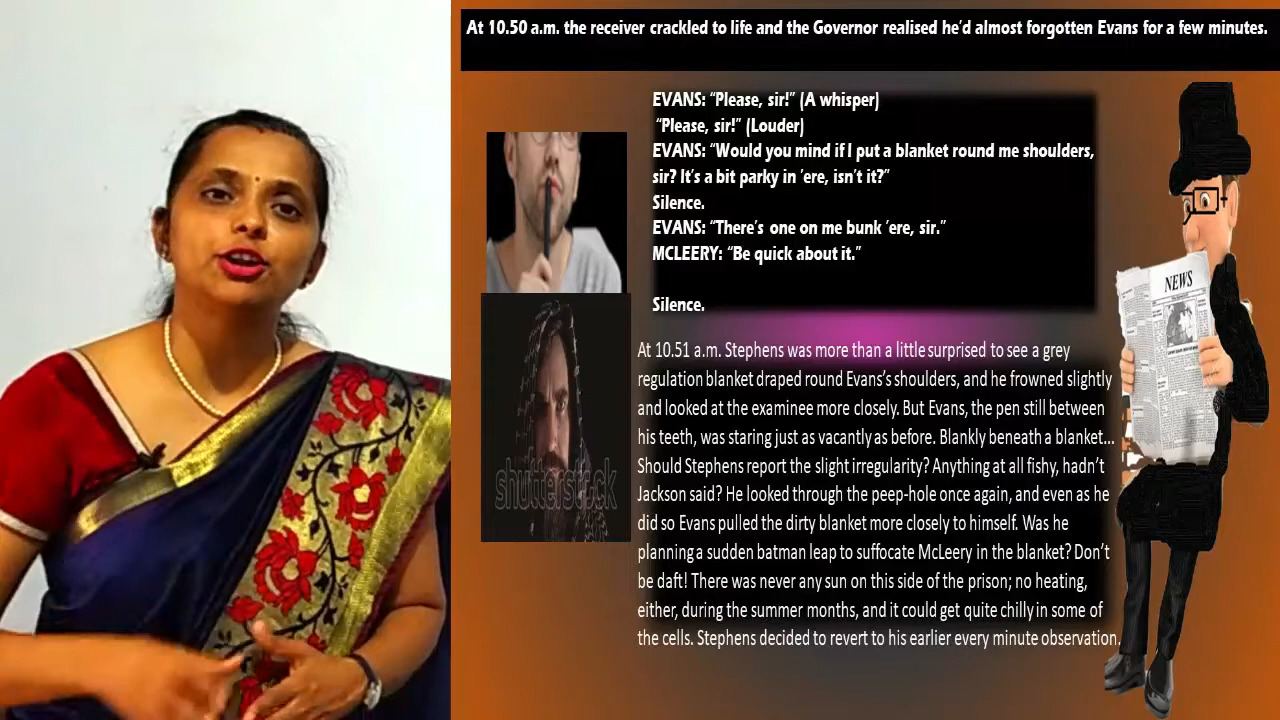 At 10.50 a.m. the receiver crackled to life and the Governor realised he'd almost forgotten Evans for a few minutes.
EVANS: “Please, sir!” (A whisper)
“Please, sir!” (Louder)
EVANS: “Would you mind if I put a blanket round me shoulders,
sir? It's a bit parky in 'ere, isn't it?”
Silence.
EVANS: “There's one on me bunk 'ere, sir.”
MCLEERY: “Be quick about it.”
Silence.
At 10.51 a.m. Stephens was more than a little surprised to see a grey
regulation blanket draped round Evans's shoulders, and he frowned slightly
and looked at the examinee more closely. But Evans, the pen still between
his teeth, was staring just as vacantly as before. Blankly beneath a blanket...
Should Stephens report the slight irregularity? Anything at all fishy, hadn't
Jackson said? He looked through the peep-hole once again, and even as he
did so Evans pulled the dirty blanket more closely to himself. Was he
planning a sudden batman leap to suffocate McLeery in the blanket? Don't
be daft! There was never any sun on this side of the prison; no heating,
either, during the summer months, and it could get quite chilly in some of
the cells. Stephens decided to revert to his earlier every minute observation.
NEWS
shutterstock